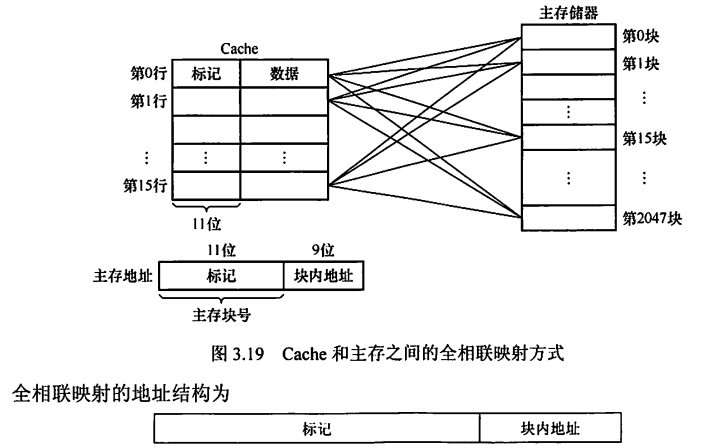 主存储器
Cache
第0块
第0行 标记 数据
第1块
第1行
⋮
⋮
第15块
⋮ ⋮ ⋮
⋮ ⋮
第15行
第2047块
11位
11位 9位
主存地址 标记 块内地址
主存块号
图 3.19 Cache 和主存之间的全相联映射方式
全相联映射的地址结构为
标记 块内地址